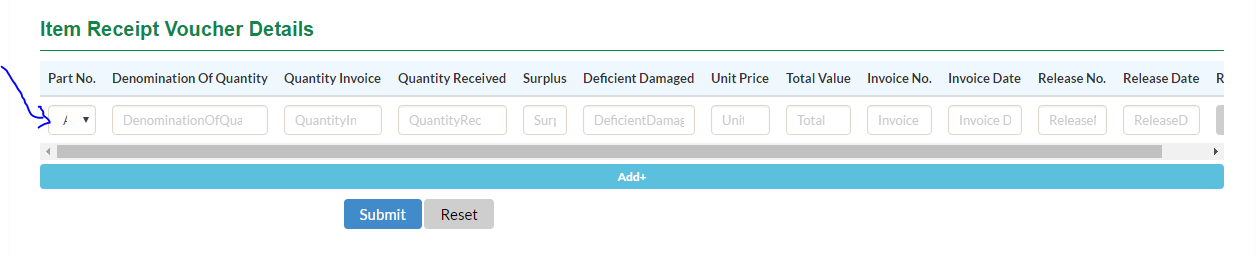 Item Receipt Voucher Details
Part No. Denomination Of Quantity Quantity Invoice Quantity Received Surplus Deficient Damaged Unit Price Total Value Invoice No. Invoice Date Release No. Release Date R
DenominationOfQua QuantityIn QuantityRec Surp DeficientDamag Unit Total Invoice Invoice D Releasel ReleaseD
Add+
Submit Reset